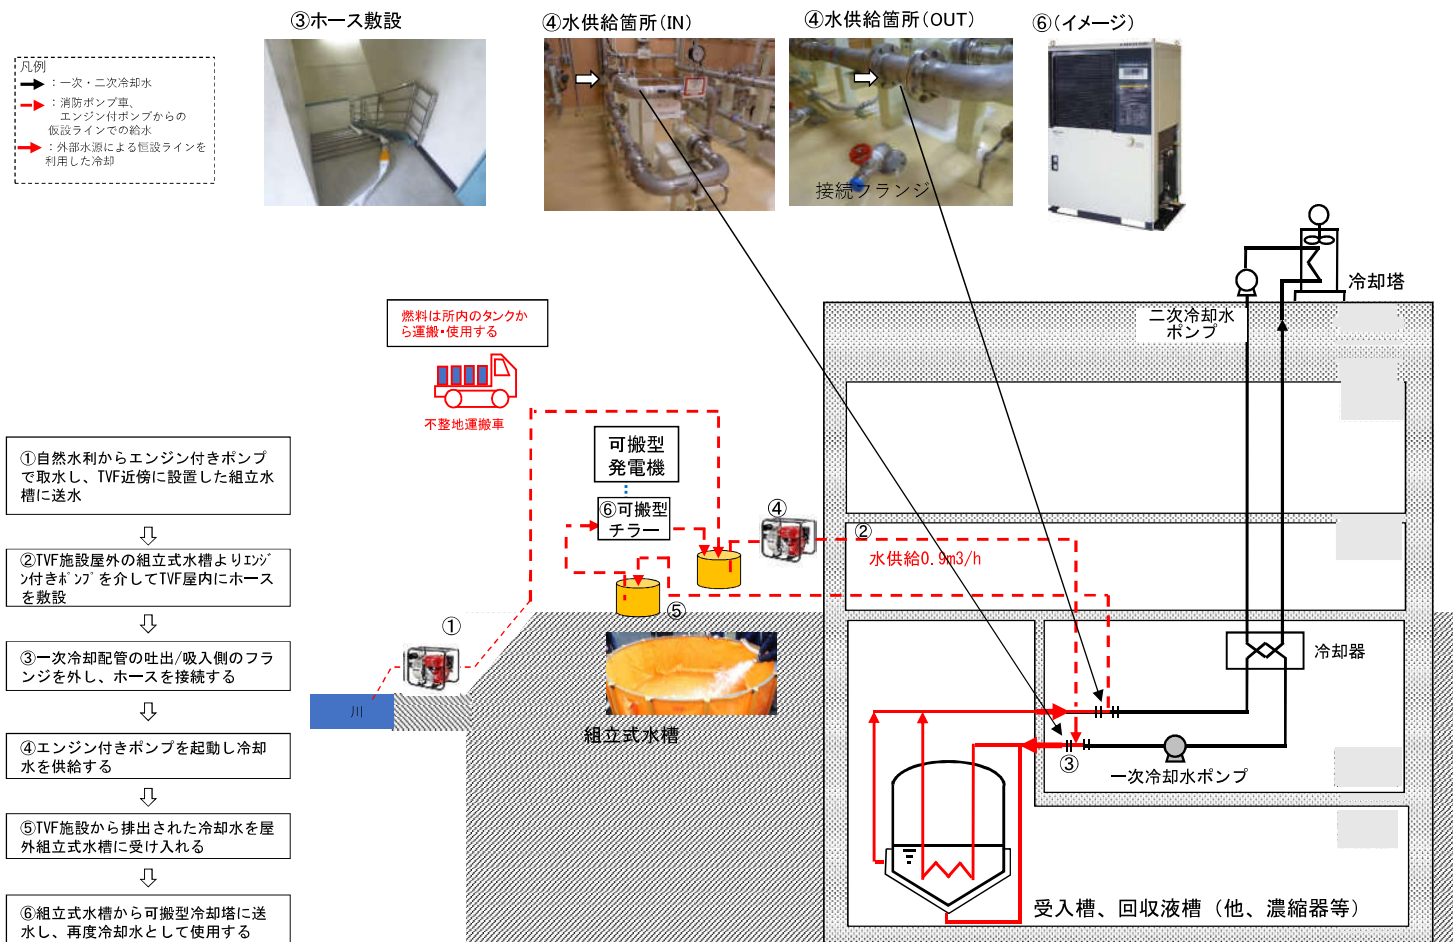 ③ホース敷設
④水供給箇所(IN)
④水供給箇所(OUT)
⑥(イメージ)
凡例
：一次・二次冷却水
：消防ポンプ車、
エンジン付ポンプからの
仮設ラインでの給水
：外部水源による恒設ラインを
利用した冷却
接続フランジ
冷却塔
二次冷却水
ポンプ
燃料は所内のタンクか
ら運搬・使用する
不整地運搬車
可搬型
発電機
⑥可搬型
チラー
④
②
水供給0.9m3/h
①
⑤
川
組立式水槽
冷却器
③
一次冷却水ポンプ
受入槽、回収液槽（他、濃縮器等）
①自然水利からエンジン付きポンプ
で取水し、TVF近傍に設置した組立水
槽に送水
②TVF施設屋外の組立式水槽よりｴﾝｼﾞ
ﾝ付きﾎﾟﾝﾌﾟを介してTVF屋内にホース
を敷設
③一次冷却配管の吐出/吸入側のフラ
ンジを外し、ホースを接続する
④エンジン付きポンプを起動し冷却
水を供給する
⑤TVF施設から排出された冷却水を屋
外組立式水槽に受け入れる
⑥組立式水槽から可搬型冷却塔に送
水し、再度冷却水として使用する